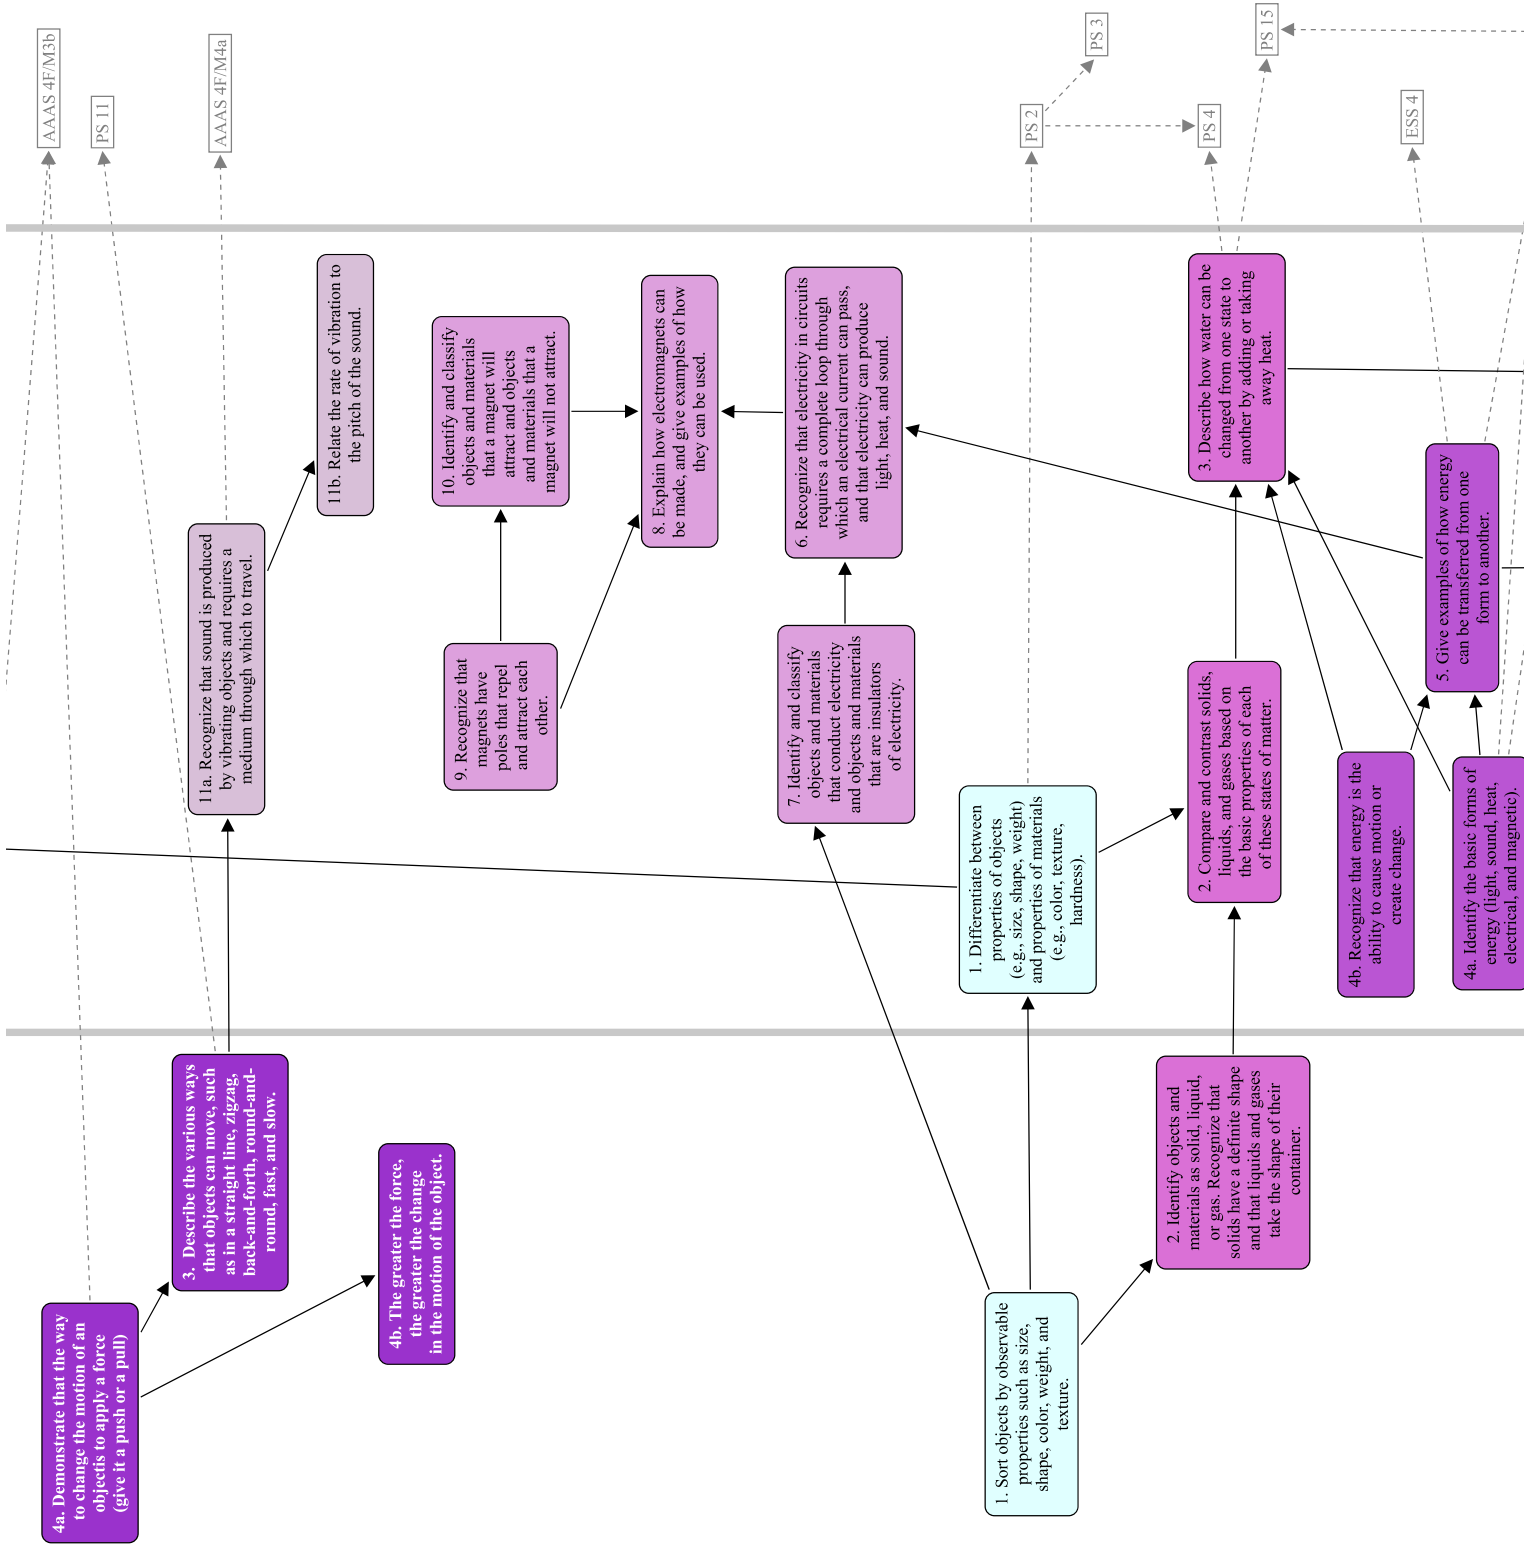 AAAS 4F/M3b
PS 11
AAAS 4F/M4a
PS 2
PS 3
PS 4
PS 15
ESS 4
11a. Recognize that sound is produced
by vibrating objects and requires a
medium through which to travel.
11b. Relate the rate of vibration to
the pitch of the sound.
9. Recognize that
magnets have
poles that repel
and attract each
other.
10. Identify and classify
objects and materials
that a magnet will
attract and objects
and materials that a
magnet will not attract.
8. Explain how electromagnets can
be made, and give examples of how
they can be used.
7. Identify and classify
objects and materials
that conduct electricity
and objects and materials
that are insulators
of electricity.
6. Recognize that electricity in circuits
requires a complete loop through
which an electrical current can pass,
and that electricity can produce
light, heat, and sound.
1. Differentiate between
properties of objects
(e.g., size, shape, weight)
and properties of materials
(e.g., color, texture,
hardness).
2. Compare and contrast solids,
liquids, and gases based on
the basic properties of each
of these states of matter.
3. Describe how water can be
changed from one state to
another by adding or taking
away heat.
4b. Recognize that energy is the
ability to cause motion or
create change.
5. Give examples of how energy
can be transferred from one
form to another.
4a. Identify the basic forms of
energy (light, sound, heat,
electrical, and magnetic).
4a. Demonstrate that the way
to change the motion of an
objectis to apply a force
(give it a push or a pull)
3. Describe the various ways
that objects can move, such
as in a straight line, zigzag,
back-and-forth, round-and-
round, fast, and slow.
4b. The greater the force,
the greater the change
in the motion of the object.
1. Sort objects by observable
properties such as size,
shape, color, weight, and
texture.
2. Identify objects and
materials as solid, liquid,
or gas. Recognize that
solids have a definite shape
and that liquids and gases
take the shape of their
container.